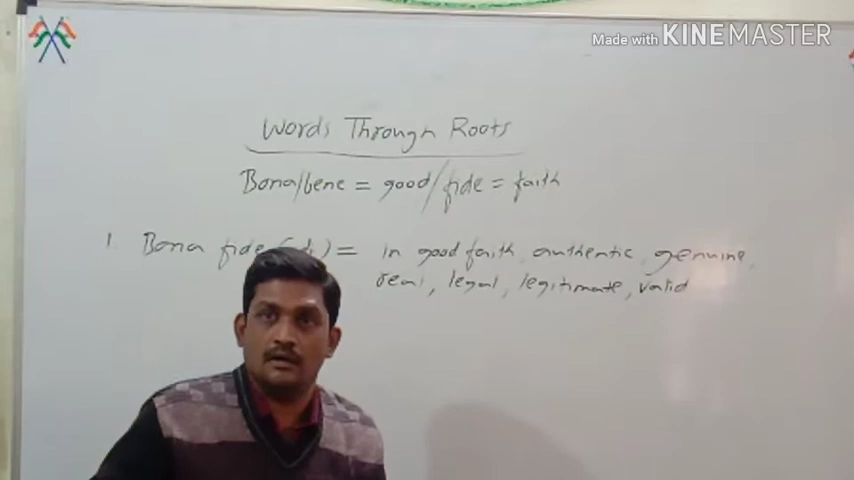 Made with KINEMASTER
Words Through Roots
Bona/bene = good/fide = faith
1. Bona fide (adj) = in good faith, authentic, genuine,
real, legal, legitimate, valid